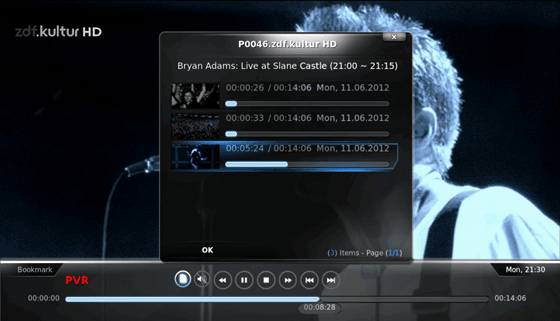 zdf.kultur HD
P0046.zdf.kultur HD
Bryan Adams: Live at Slane Castle (21:00 ~ 21:15)
00:00:26 / 00:14:06 Mon, 11.06.2012
00:00:33 / 00:14:06 Mon, 11.06.2012
00:05:24 / 00:14:06 Mon, 11.06.2012
OK
(3) Items - Page (1/1)
Bookmark
Mon, 21:30
PVR
00:00:00
00:14:06
00:08:28